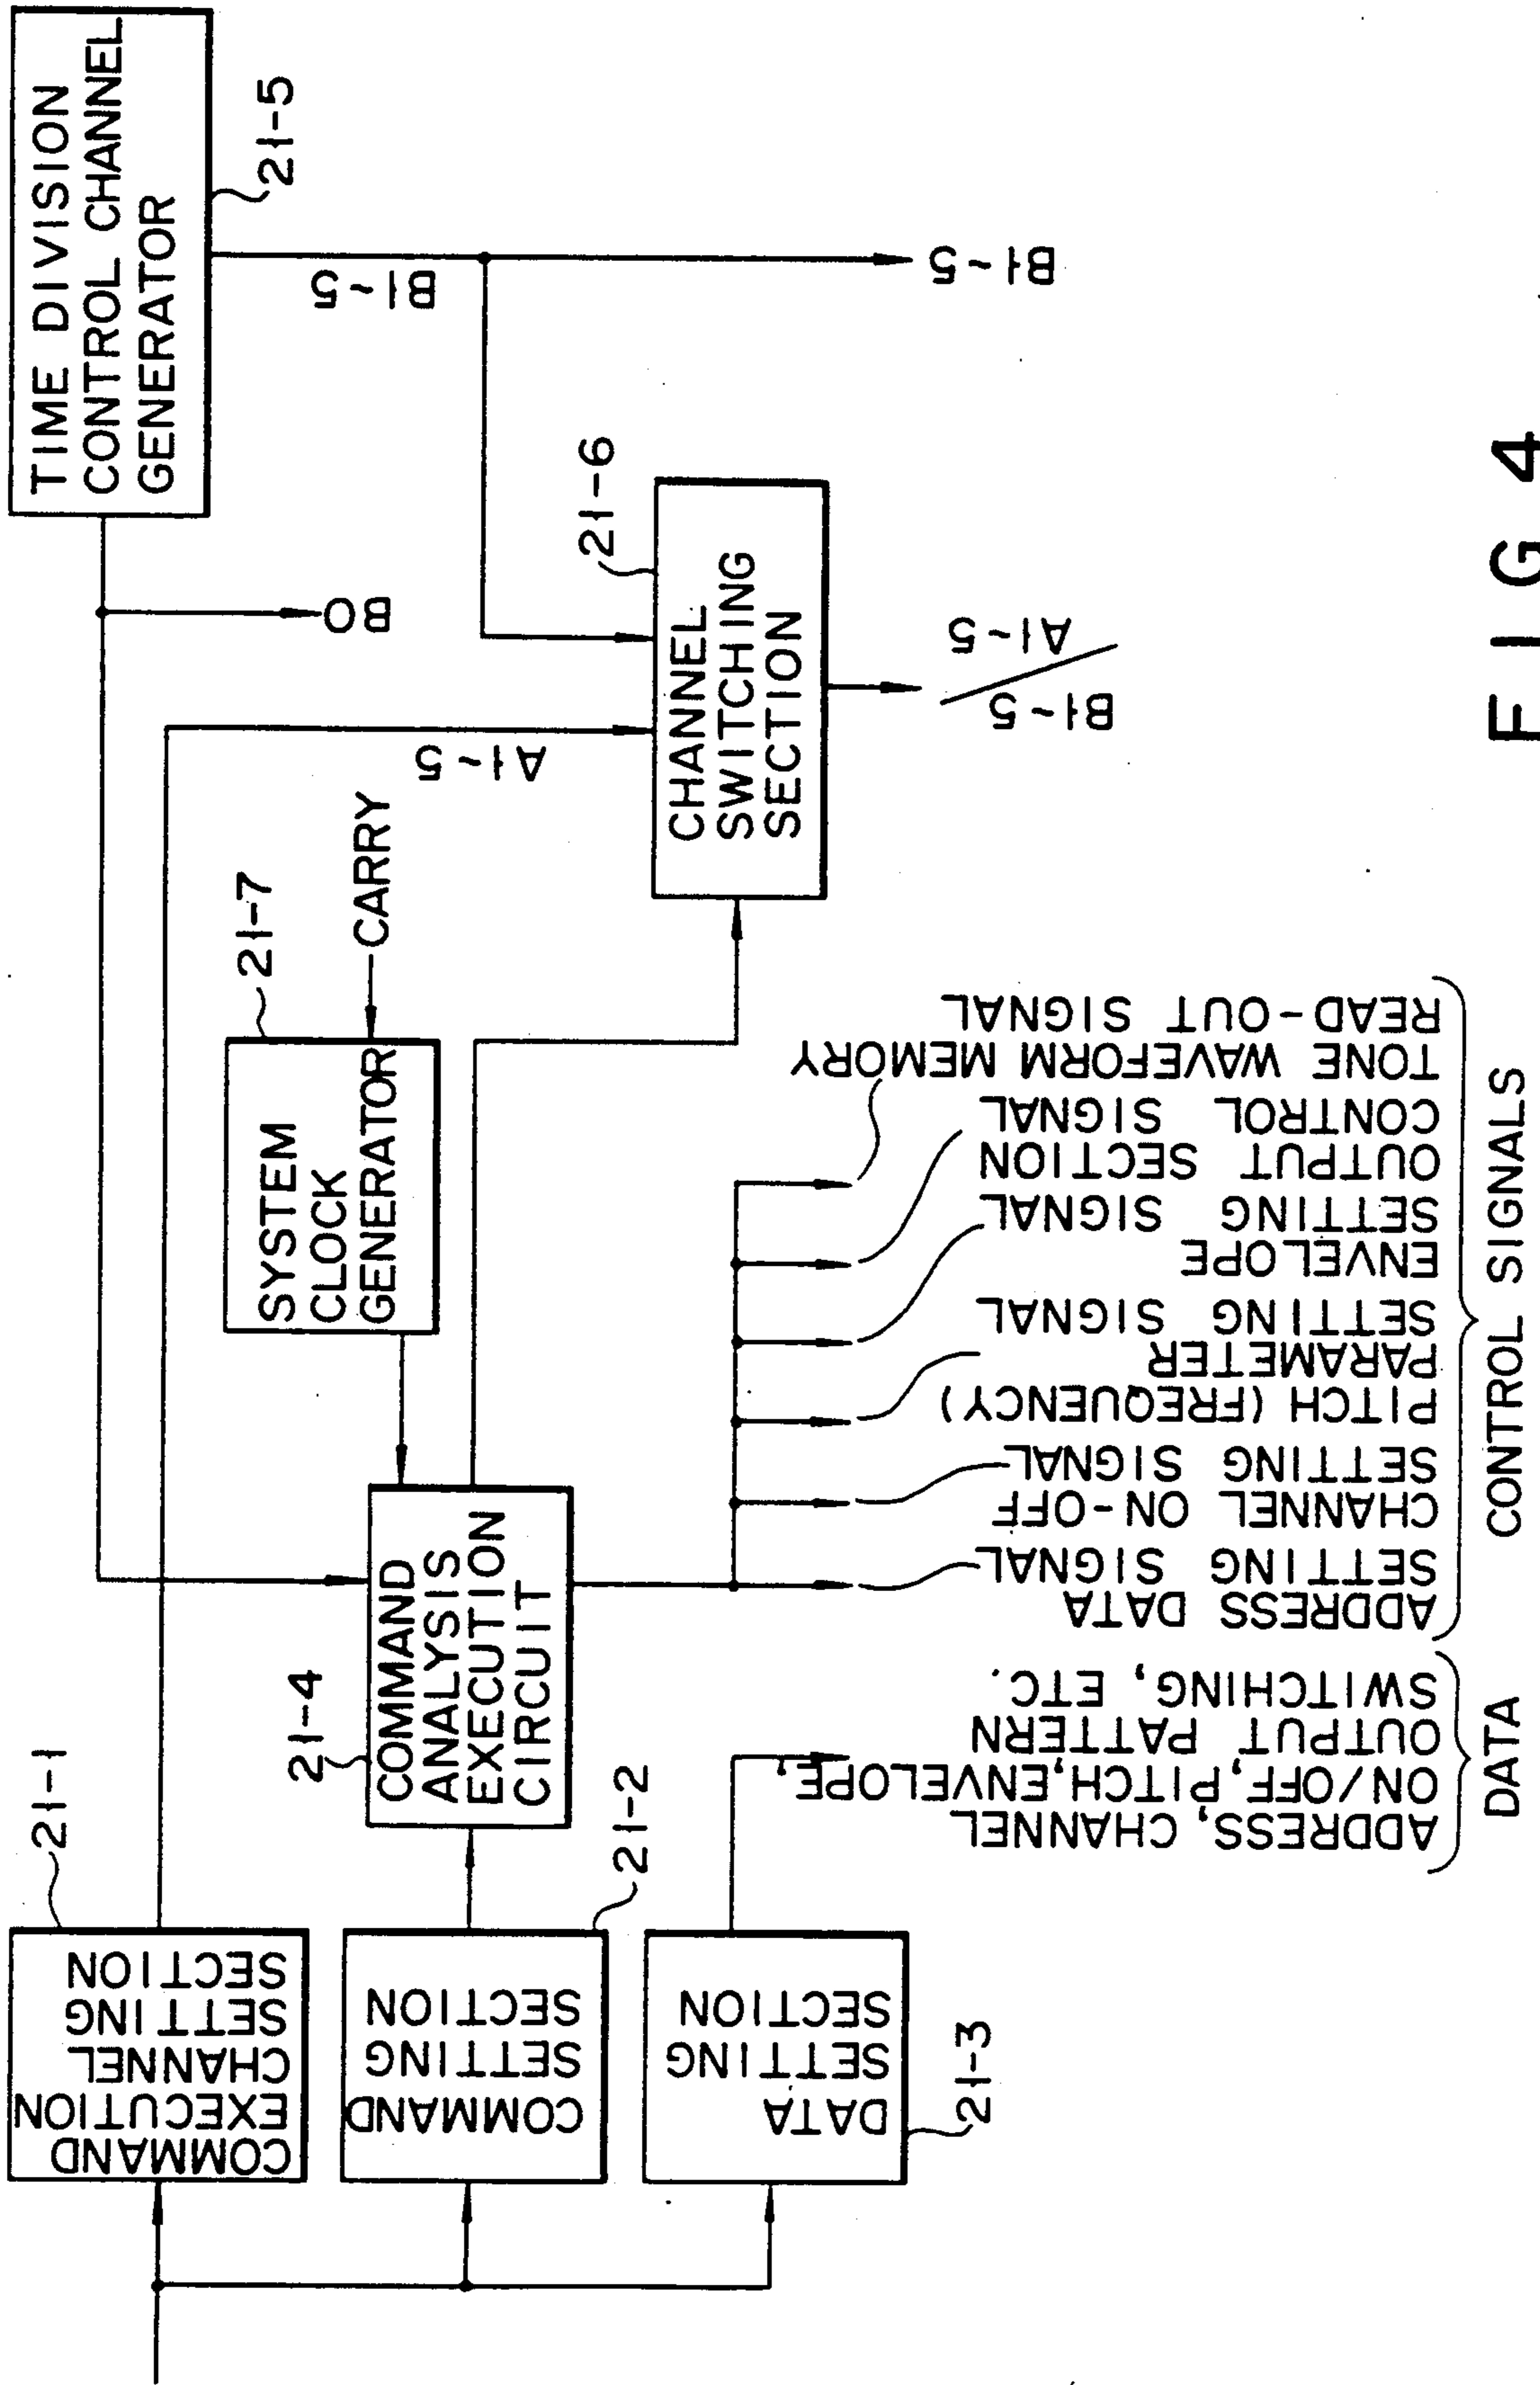 TIME DIVISION
CONTROL CHANNEL
GENERATOR
21-5
B1~5
B1~5
B0
21-6
CHANNEL
SWITCHING
SECTION
A1~5
B1~5 / A1~5
21-7
CARRY
SYSTEM
CLOCK
GENERATOR
21-4
COMMAND
ANALYSIS
EXECUTION
CIRCUIT
21-1
COMMAND
EXECUTION
CHANNEL
SETTING
SECTION
21-2
COMMAND
SETTING
SECTION
21-3
DATA
SETTING
SECTION
ADDRESS, CHANNEL
ON/OFF, PITCH, ENVELOPE,
OUTPUT PATTERN
SWITCHING, ETC.
DATA
ADDRESS DATA
SETTING SIGNAL
CHANNEL ON-OFF
SETTING SIGNAL
PITCH (FREQUENCY)
PARAMETER
SETTING SIGNAL
ENVELOPE
SETTING SIGNAL
OUTPUT SECTION
CONTROL SIGNAL
TONE WAVEFORM MEMORY
READ-OUT SIGNAL
CONTROL SIGNALS
FIG 4